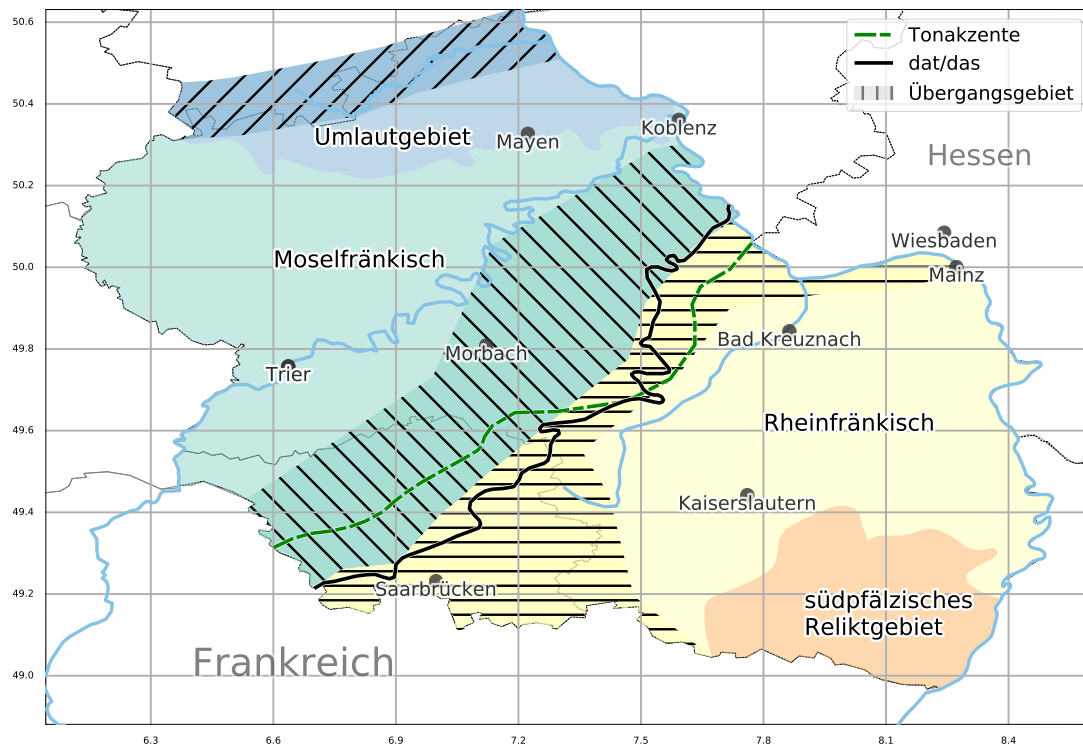 50.6
Tonakzente
dat/das
Übergangsgebiet
50.4
Umlautgebiet
Mayen
Koblenz
Hessen
50.2
Wiesbaden
Moselfränkisch
50.0
Mainz
Bad Kreuznach
49.8
Morbach
Trier
Rheinfränkisch
49.6
Kaiserslautern
49.4
Saarbrücken
49.2
südpfälzisches
Reliktgebiet
Frankreich
49.0
6.3 6.6 6.9 7.2 7.5 7.8 8.1 8.4